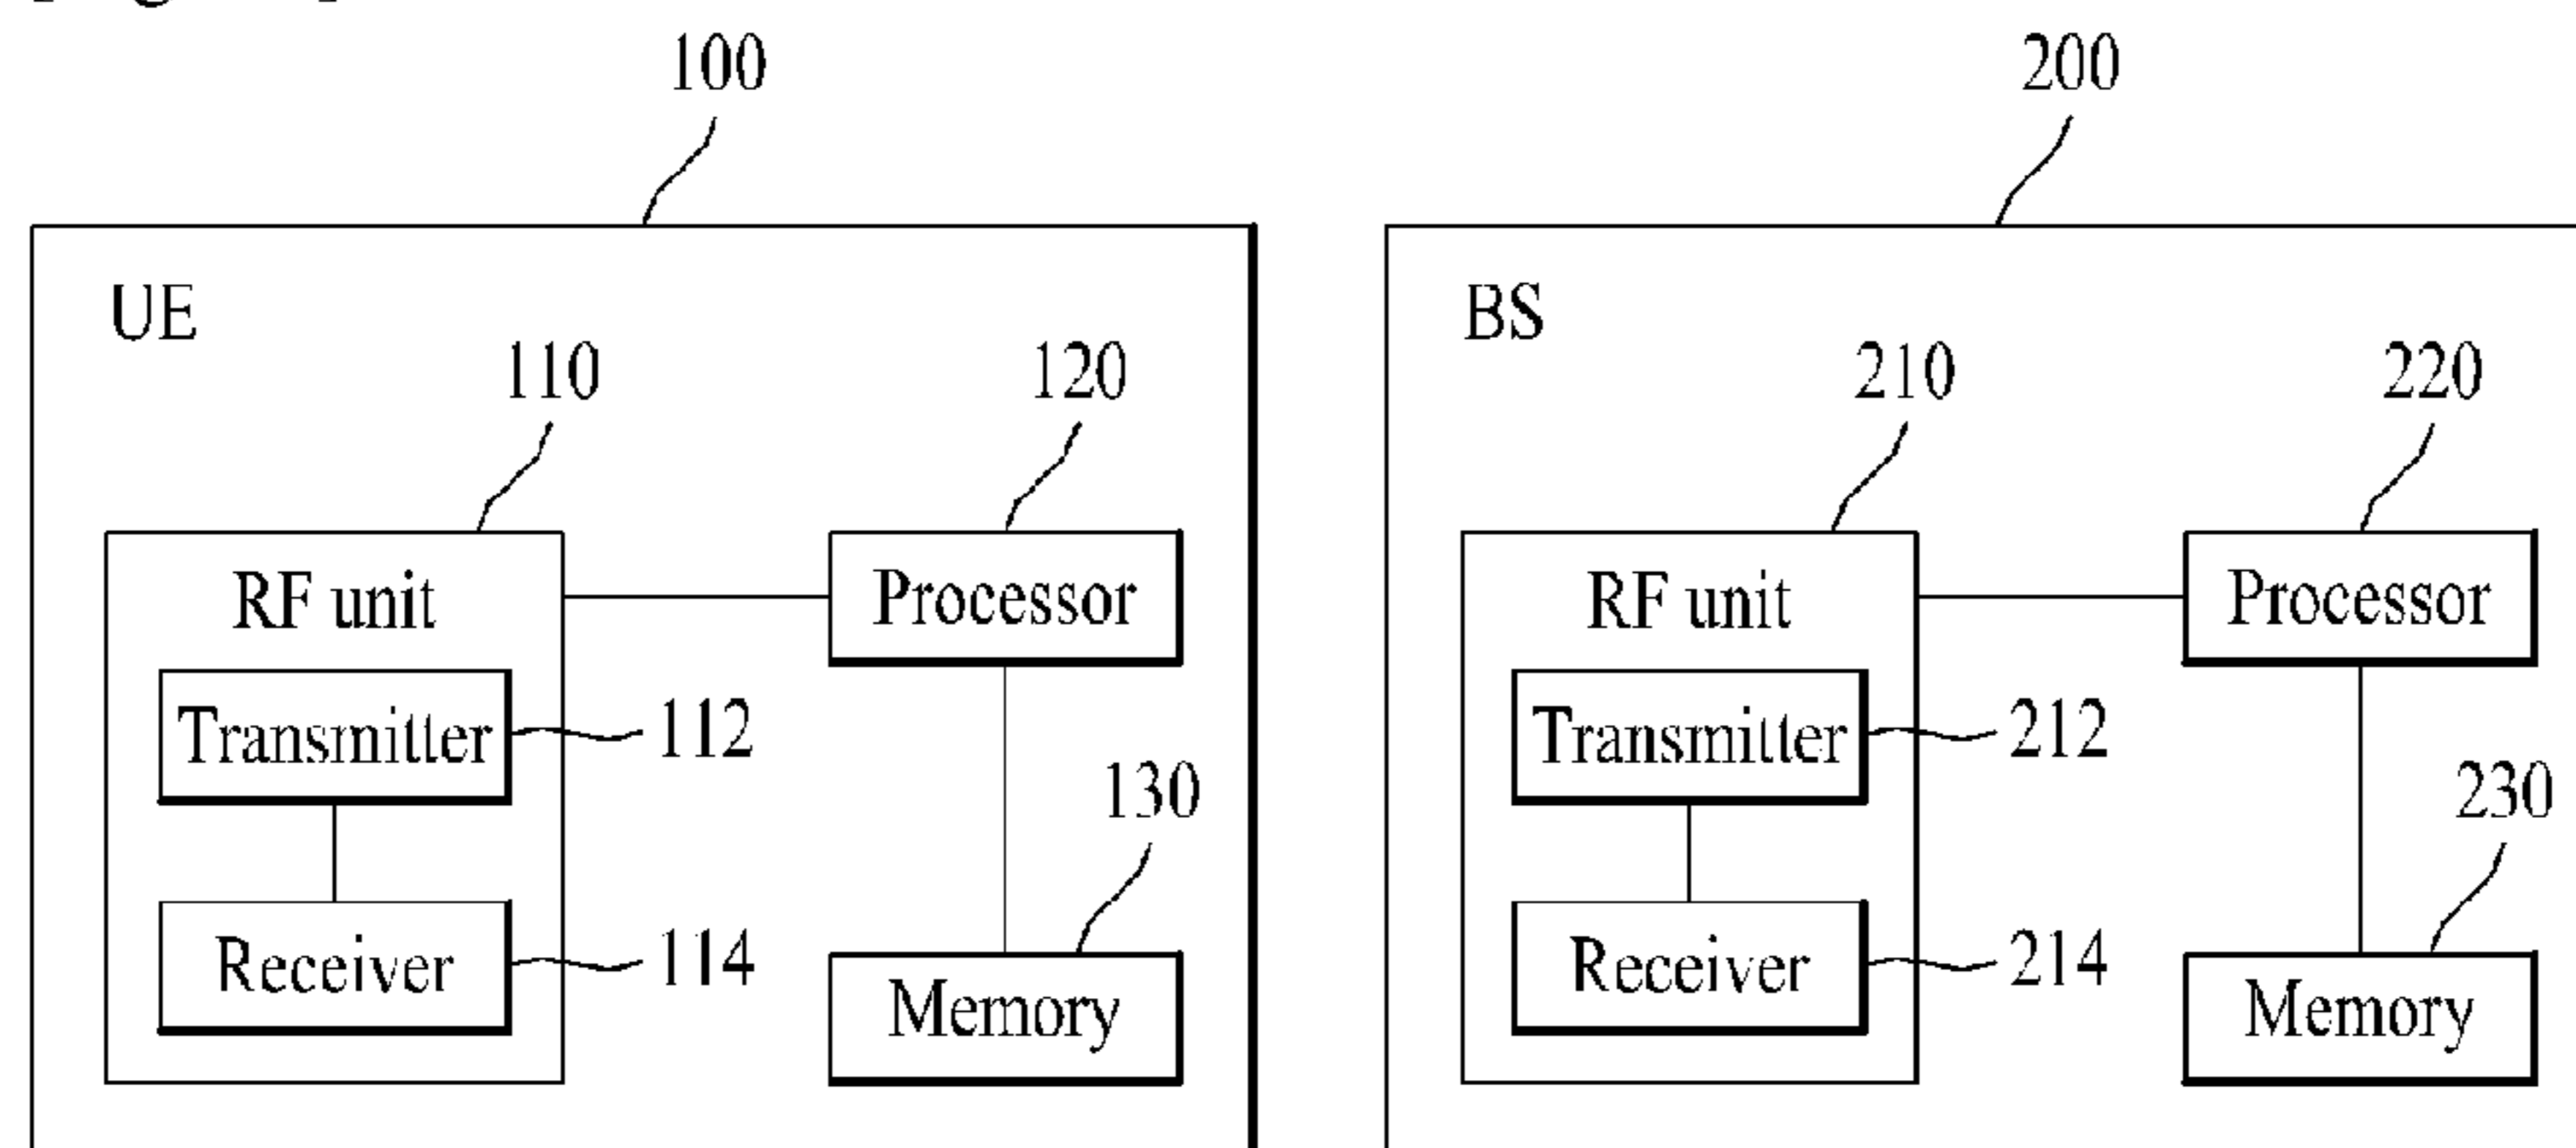 100
200
UE
BS
110
120
210
220
RF unit
Processor
RF unit
Processor
Transmitter
112
Transmitter
212
130
230
Receiver
114
Receiver
214
Memory
Memory